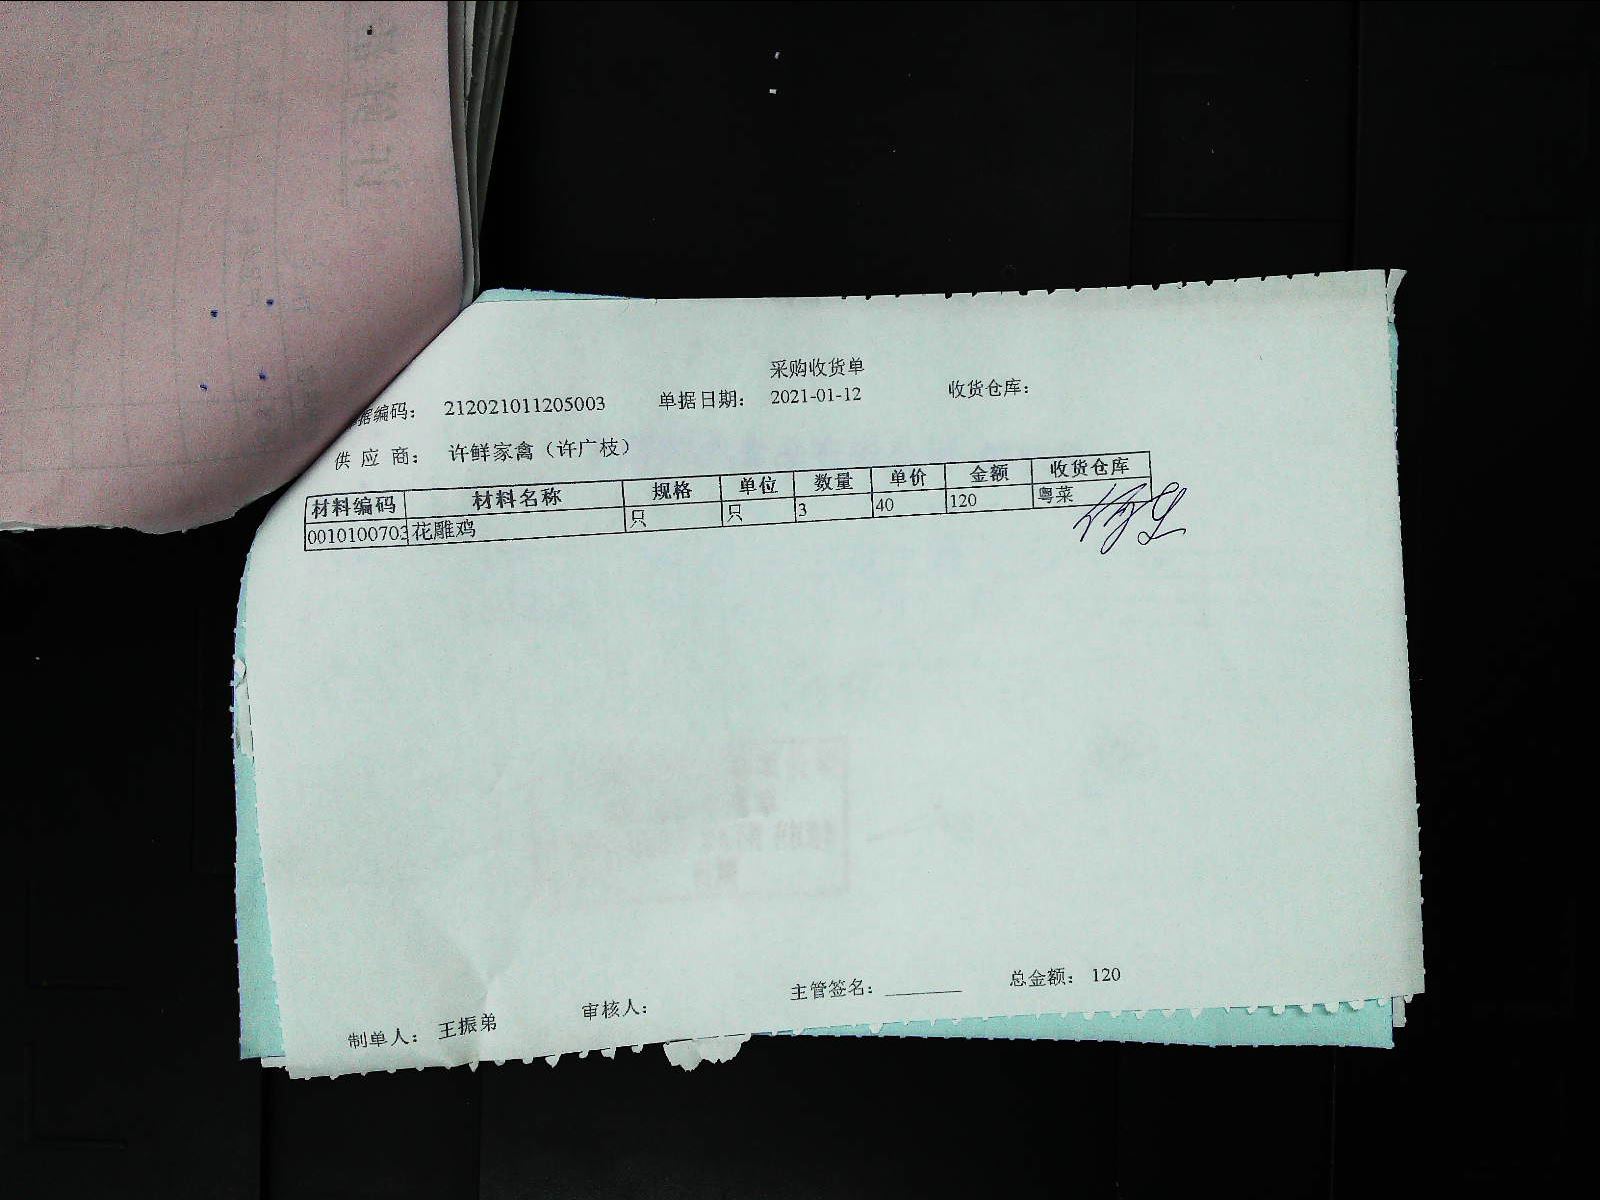 采购收货单
据编码： 212021011205003 单据日期： 2021-01-12 收货仓库：
供 应 商： 许鲜家禽（许广枝）
材料编码 材料名称 规格 单位 数量 单价 金额 收货仓库
0010100703 花雕鸡 只 只 3 40 120 粤菜
制单人： 王振弟 审核人： 主管签名：________ 总金额： 120